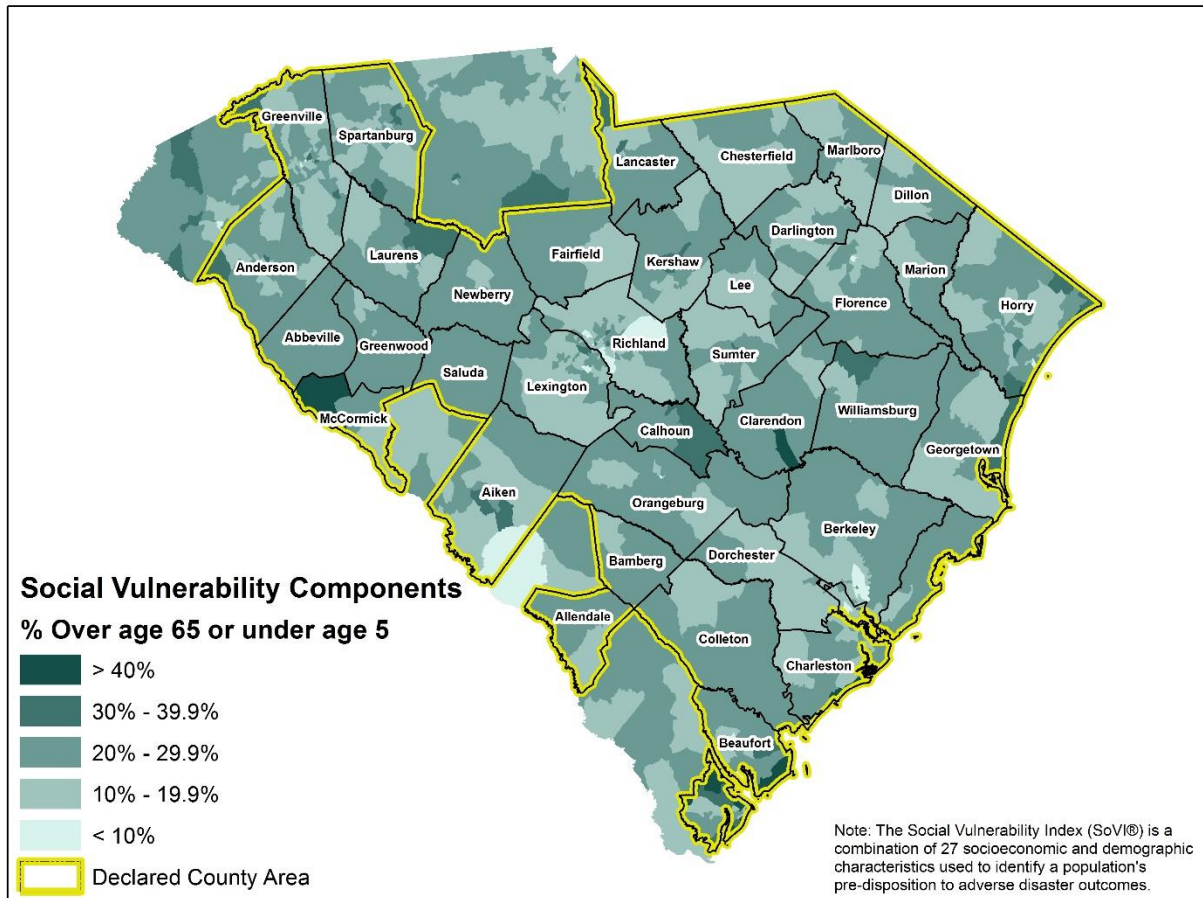 Greenville
Spartanburg
Lancaster
Chesterfield
Marlboro
Dillon
Darlington
Laurens
Fairfield
Kershaw
Anderson
Lee
Marion
Newberry
Florence
Horry
Abbeville
Greenwood
Richland
Sumter
Saluda
Lexington
Williamsburg
McCormick
Calhoun
Clarendon
Georgetown
Aiken
Orangeburg
Berkeley
Bamberg
Dorchester
Allendale
Colleton
Charleston
Beaufort
Social Vulnerability Components
% Over age 65 or under age 5
> 40%
30% - 39.9%
20% - 29.9%
10% - 19.9%
< 10%
Declared County Area
Note: The Social Vulnerability Index (SoVI®) is a
combination of 27 socioeconomic and demographic
characteristics used to identify a population's
pre-disposition to adverse disaster outcomes.